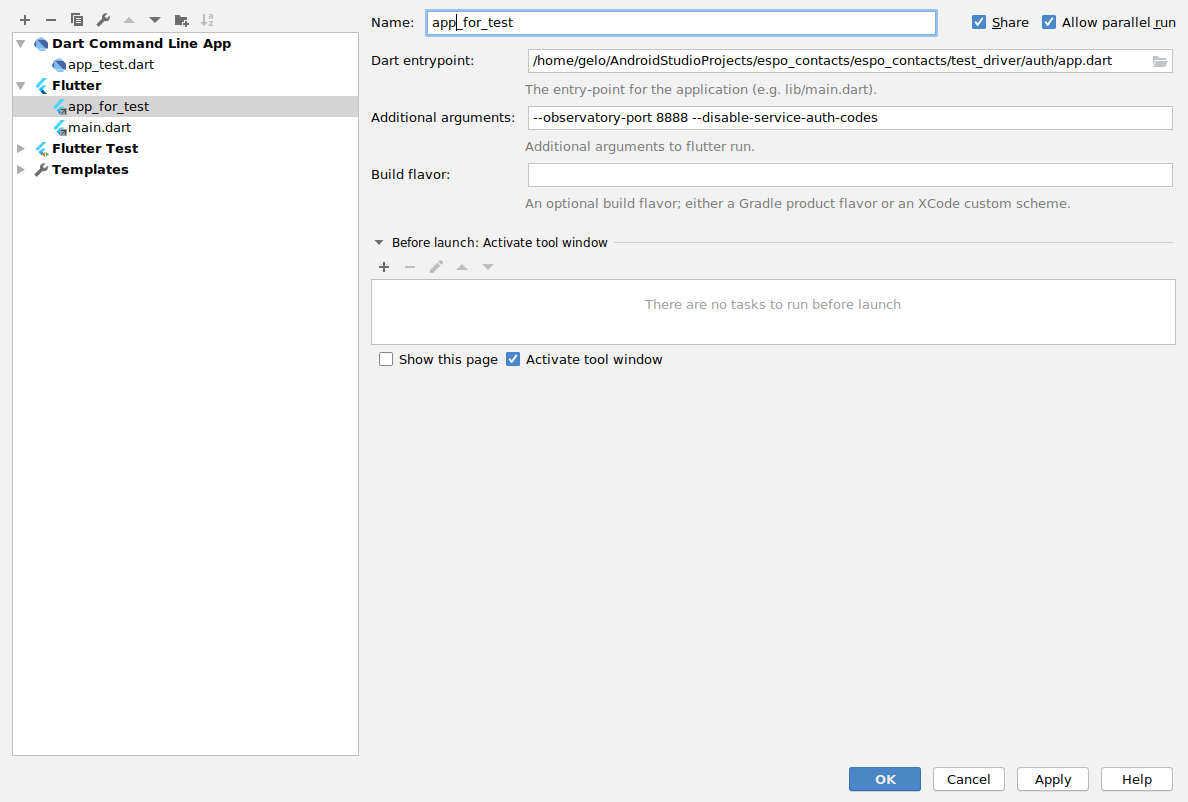 Dart Command Line App
app_test.dart
Flutter
app_for_test
main.dart
Flutter Test
Templates
Name: app_for_test Share Allow parallel run
Dart entrypoint: /home/gelo/AndroidStudioProjects/espo_contacts/espo_contacts/test_driver/auth/app.dart
The entry-point for the application (e.g. lib/main.dart).
Additional arguments: --observatory-port 8888 --disable-service-auth-codes
Additional arguments to flutter run.
Build flavor:
An optional build flavor; either a Gradle product flavor or an XCode custom scheme.
Before launch: Activate tool window
There are no tasks to run before launch
Show this page Activate tool window
OK Cancel Apply Help